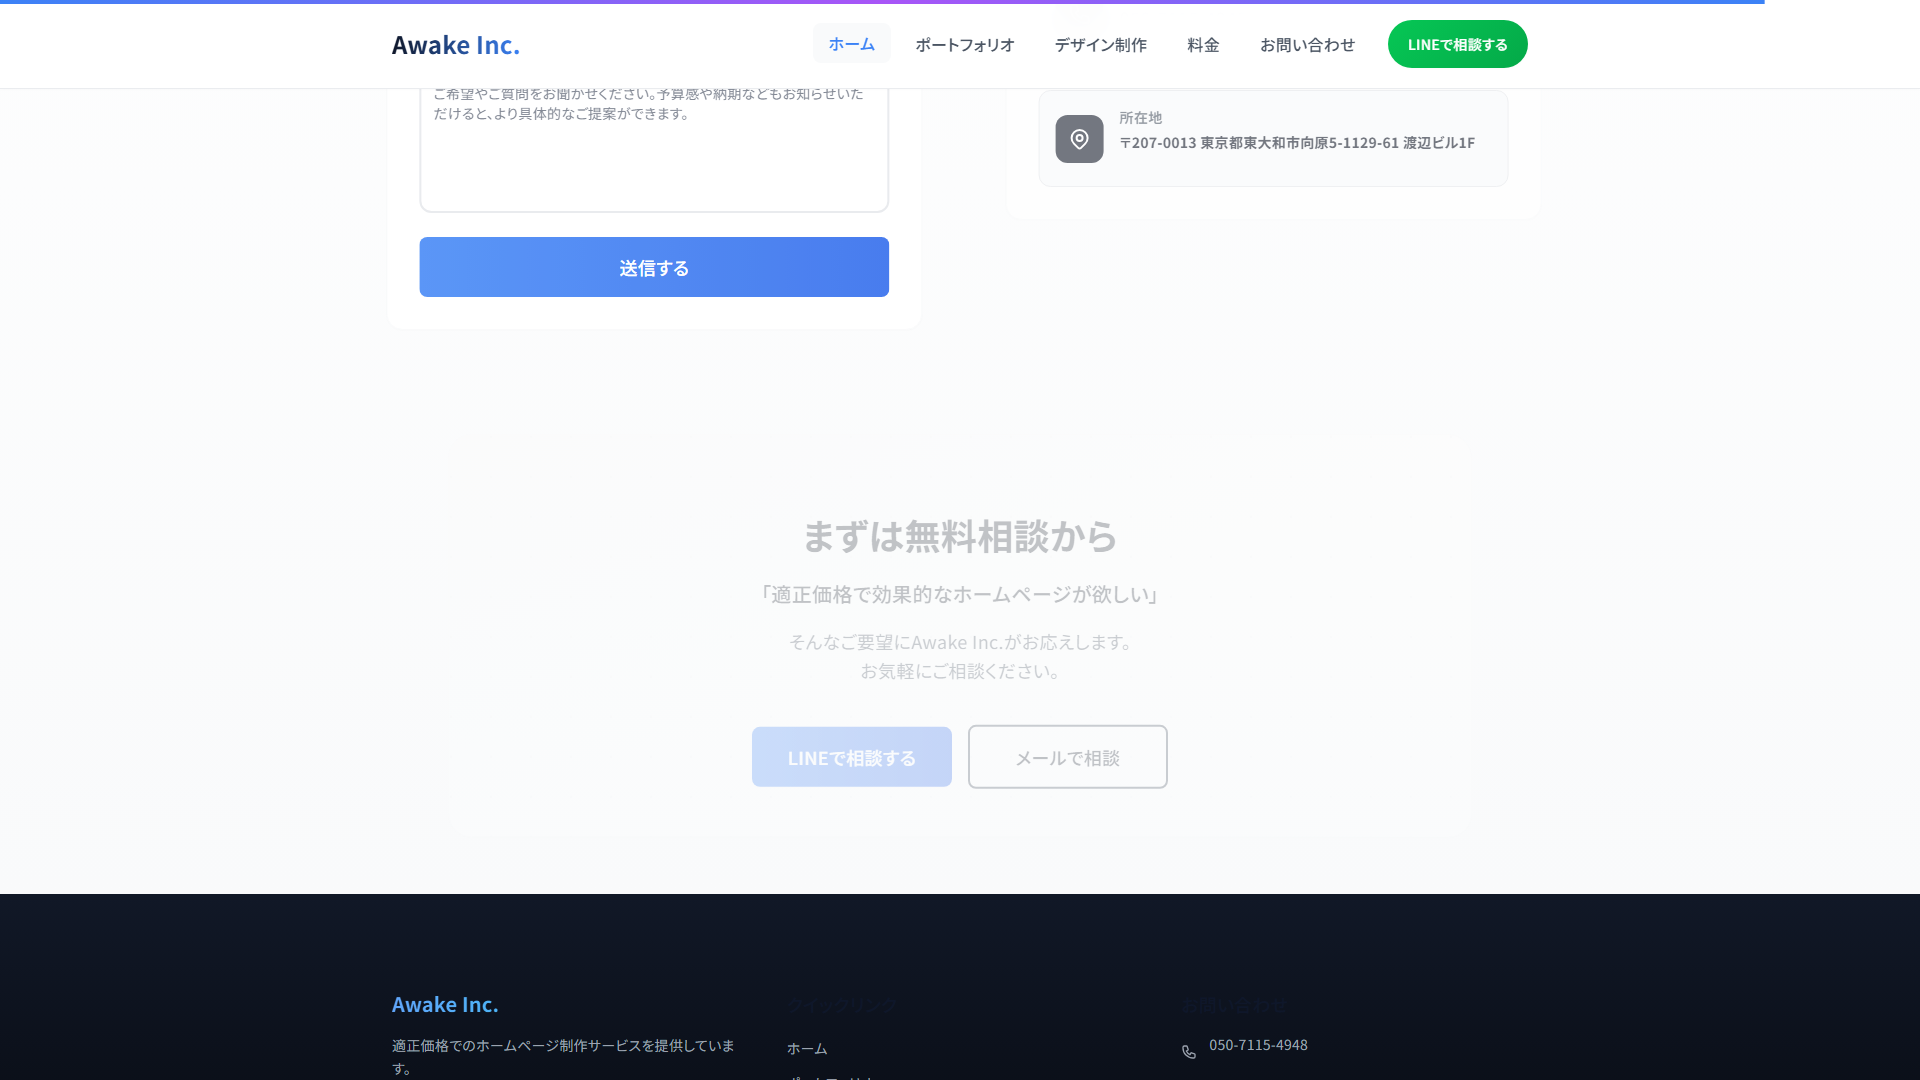 Awake Inc.
ホーム
ポートフォリオ
デザイン制作
料金
お問い合わせ
LINEで相談する
ご希望やご質問をお聞かせください。予算感や納期などもお知らせいた
だけると、より具体的なご提案ができます。
送信する
所在地
〒207-0013 東京都東大和市向原5-1129-61 渡辺ビル1F
まずは無料相談から
「適正価格で効果的なホームページが欲しい」
そんなご要望にAwake Inc.がお応えします。
お気軽にご相談ください。
LINEで相談する
メールで相談
Awake Inc.
適正価格でのホームページ制作サービスを提供していま
す。
クイックリンク
ホーム
お問い合わせ
050-7115-4948